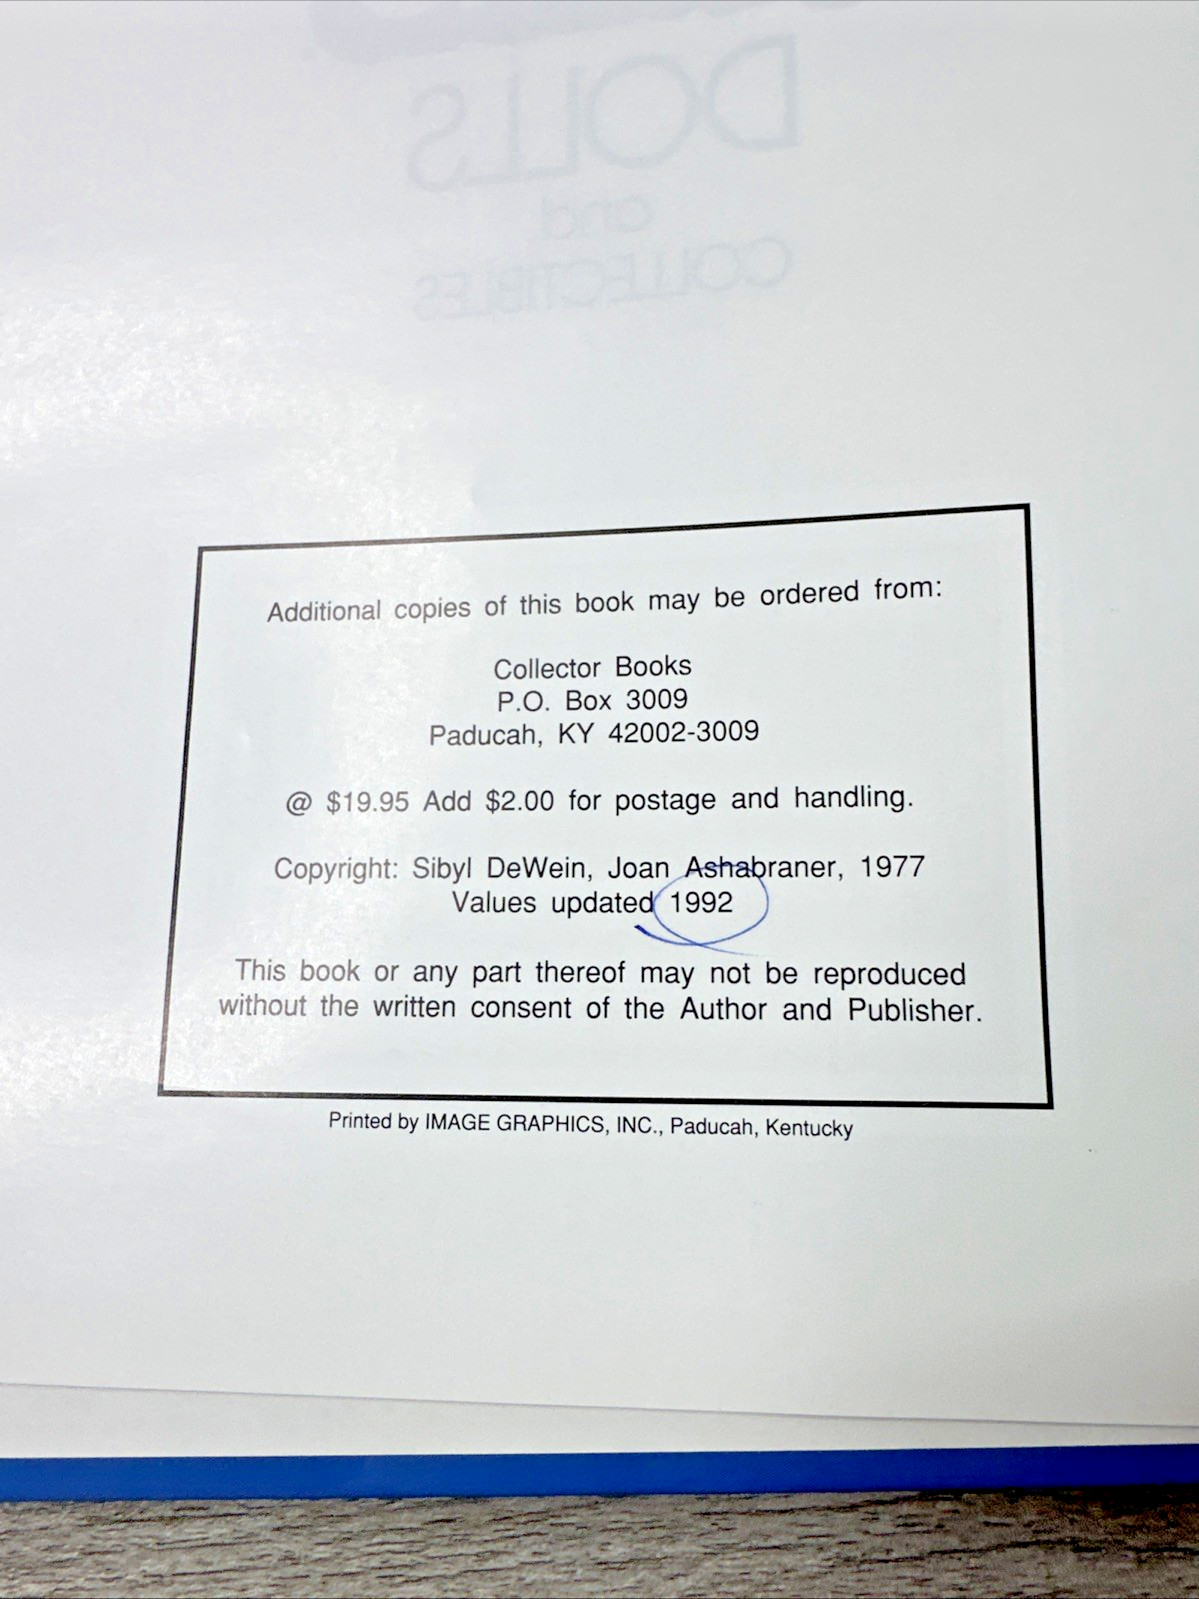 DOLLS
and
COLLECTIBLES
Additional copies of this book may be ordered from:
Collector Books
P.O. Box 3009
Paducah, KY 42002-3009
@ $19.95 Add $2.00 for postage and handling.
Copyright: Sibyl DeWein, Joan Ashabraner, 1977
Values updated 1992
This book or any part thereof may not be reproduced
without the written consent of the Author and Publisher.
Printed by IMAGE GRAPHICS, INC., Paducah, Kentucky